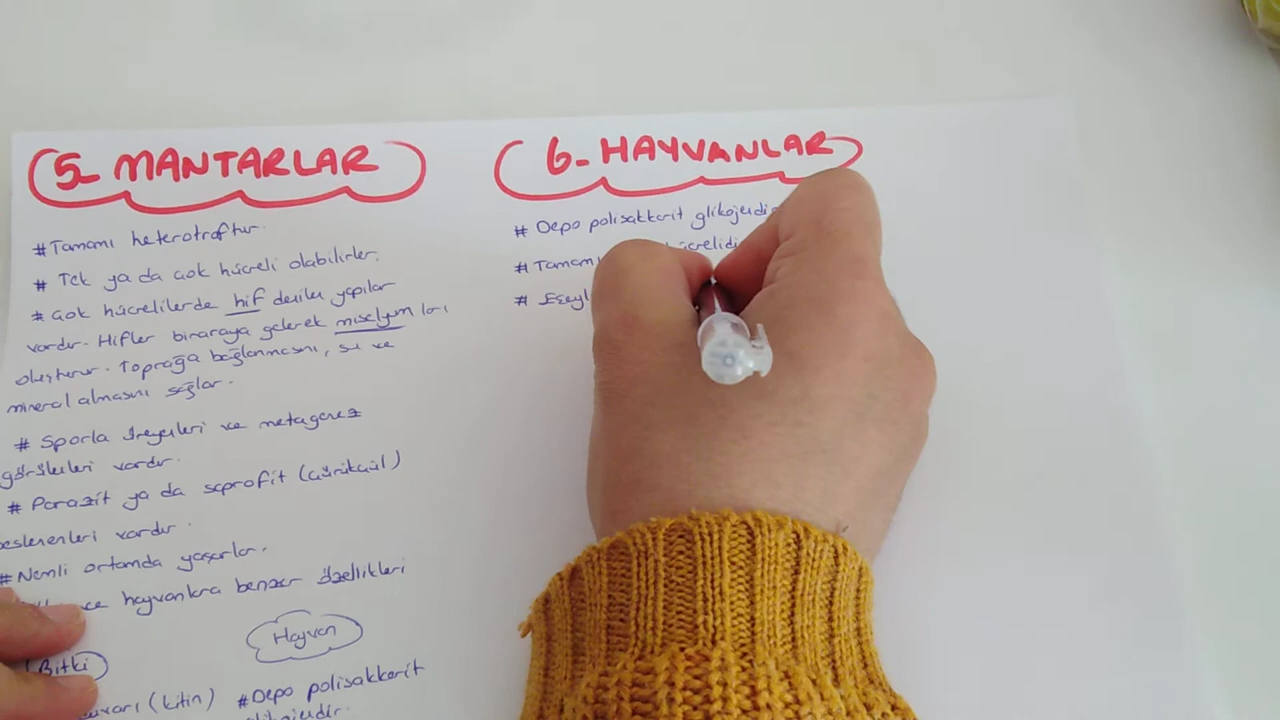 5- MANTARLAR
# Tamamı heterotroftur.
# Tek ya da çok hücreli olabilirler.
# Çok hücrelilerde hif denilen yapılar
vardır. Hifler biraraya gelerek miselyum ları
oluşturur. Toprağa bağlanmasını, su ve
mineral almasını sağlar.
# Sporla üreyenleri ve metagenez
görülenleri vardır.
# Parazit ya da saprofit (çürükçül)
beslenenleri vardır.
# Nemli ortamda yaşarlar.
ve hayvanlara benzer özellikleri
Bitki
Hayvan
(kitin)
# Depo polisakkarit
glikojendir.
6- HAYVANLAR
# Depo polisakkarit
# Tamamı
# Eşeyl